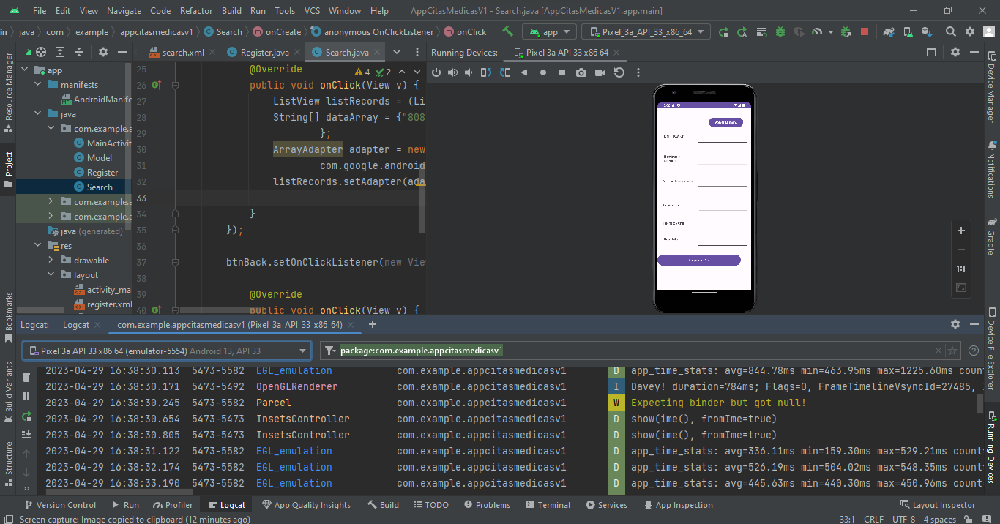 File Edit View Navigate Code Refactor Build Run Tools VCS Window Help AppCitasMedicasV1 - Search.java [AppCitasMedicasV1.app.main]
in java com example appcitasmedicasv1 Search onCreate anonymous OnClickListener onClick app Pixel_3a_API_33_x86_64
search.xml Register.java Search.java Running Devices: Pixel 3a API 33 x86 64
Resource Manager
Project
Bookmarks
Build Variants
Structure
app
manifests
AndroidManife
java
com.example.a
MainActivit
Model
Register
Search
com.example.a
com.example.a
java (generated)
res
drawable
layout
activity_ma
register.xml
4 2
25 @Override
26 public void onClick(View v) {
27 ListView listRecords = (Li
28 String[] dataArray = {"808
29 };
30 ArrayAdapter adapter = new
31 com.google.android
32 listRecords.setAdapter(ada
33
34 }
35 });
36
37 btnBack.setOnClickListener(new Vie
38
39 @Override
40 public void onClick(View v) {
Volver la menú
Identificación
Nombres y
1:1
Device Manager
Notifications
Gradle
Device File Explorer
Running Devices
Logcat: Logcat com.example.appcitasmedicasv1 (Pixel_3a_API_33_x86_64)
Pixel 3a API 33 x86 64 (emulator-5554) Android 13, API 33 package:com.example.appcitasmedicasv1
2023-04-29 16:38:30.113 5473-5582 EGL_emulation com.example.appcitasmedicasv1 D app_time_stats: avg=844.78ms min=463.95ms max=1225.60ms coun
2023-04-29 16:38:30.171 5473-5492 OpenGLRenderer com.example.appcitasmedicasv1 I Davey! duration=784ms; Flags=0, FrameTimelineVsyncId=27485,
2023-04-29 16:38:30.245 5473-5582 Parcel com.example.appcitasmedicasv1 W Expecting binder but got null!
2023-04-29 16:38:30.654 5473-5473 InsetsController com.example.appcitasmedicasv1 D show(ime(), fromIme=true)
2023-04-29 16:38:30.805 5473-5473 InsetsController com.example.appcitasmedicasv1 D show(ime(), fromIme=true)
2023-04-29 16:38:31.122 5473-5582 EGL_emulation com.example.appcitasmedicasv1 D app_time_stats: avg=336.11ms min=159.30ms max=529.21ms count
2023-04-29 16:38:32.174 5473-5582 EGL_emulation com.example.appcitasmedicasv1 D app_time_stats: avg=526.19ms min=504.02ms max=548.35ms count
2023-04-29 16:38:33.190 5473-5582 EGL_emulation com.example.appcitasmedicasv1 D app_time_stats: avg=445.63ms min=440.30ms max=450.96ms count
Version Control Run Profiler Logcat App Quality Insights Build TODO Problems Terminal Services App Inspection Layout Inspector
Screen capture: Image copied to clipboard (12 minutes ago) 33:1 CRLF UTF-8 4 spaces